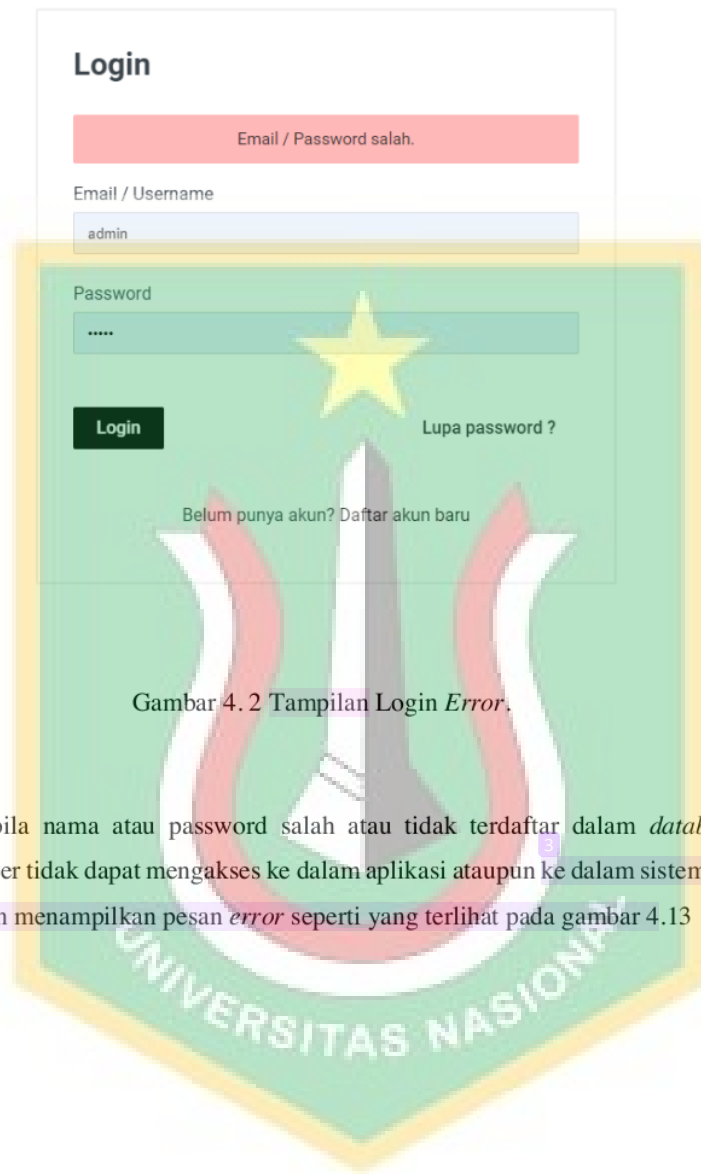 Login
Email / Password salah.
Email / Username
admin
Password
•••••
Login Lupa password ?
Belum punya akun? Daftar akun baru
Gambar 4. 2 Tampilan Login Error.
bila nama atau password salah atau tidak terdaftar dalam datab
er tidak dapat mengakses ke dalam aplikasi ataupun ke dalam sistem
3
n menampilkan pesan error seperti yang terlihat pada gambar 4.13
UNIVERSITAS NASIONAL